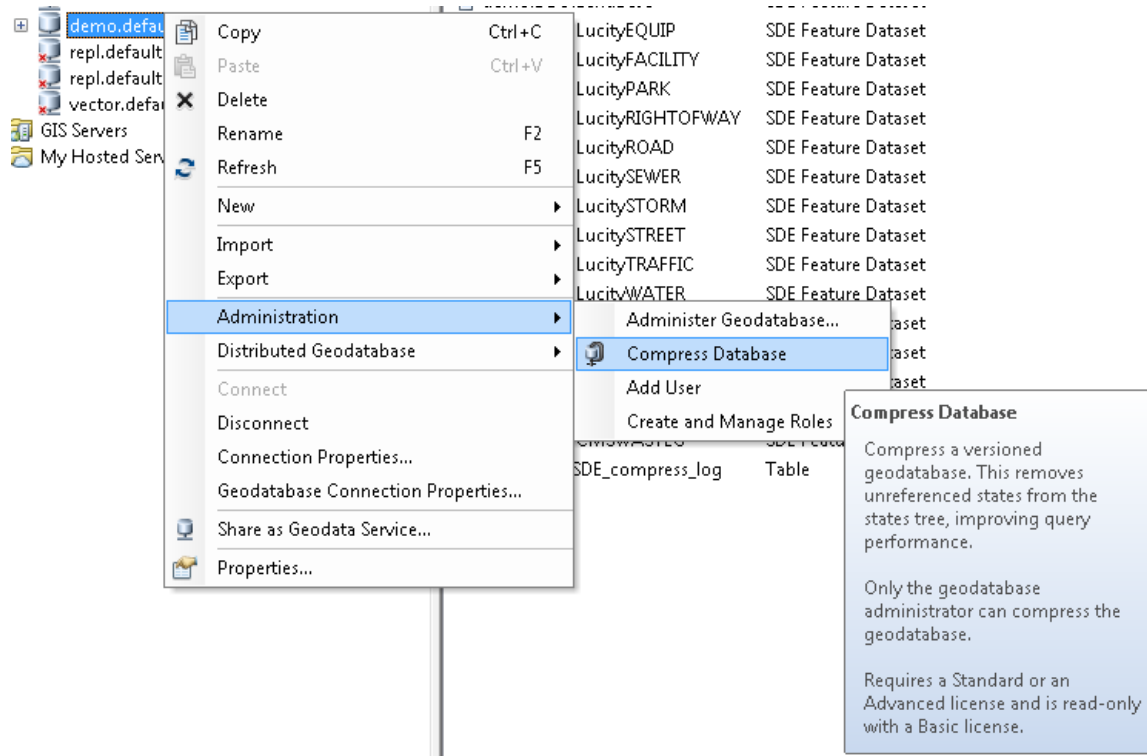 demo.defau
repl.default
repl.default
vector.defau
GIS Servers
My Hosted Serv
Copy Ctrl+C
Paste Ctrl+V
Delete
Rename F2
Refresh F5
New
Import
Export
Administration
Distributed Geodatabase
Connect
Disconnect
Connection Properties...
Geodatabase Connection Properties...
Share as Geodata Service...
Properties...
LucityEQUIP SDE Feature Dataset
LucityFACILITY SDE Feature Dataset
LucityPARK SDE Feature Dataset
LucityRIGHTOFWAY SDE Feature Dataset
LucityROAD SDE Feature Dataset
LucitySEWER SDE Feature Dataset
LucitySTORM SDE Feature Dataset
LucitySTREET SDE Feature Dataset
LucityTRAFFIC SDE Feature Dataset
LucityWATER SDE Feature Dataset
taset
taset
taset
SDE_compress_log Table
Administer Geodatabase...
Compress Database
Add User
Create and Manage Roles
Compress Database
Compress a versioned
geodatabase. This removes
unreferenced states from the
states tree, improving query
performance.
Only the geodatabase
administrator can compress the
geodatabase.
Requires a Standard or an
Advanced license and is read-only
with a Basic license.